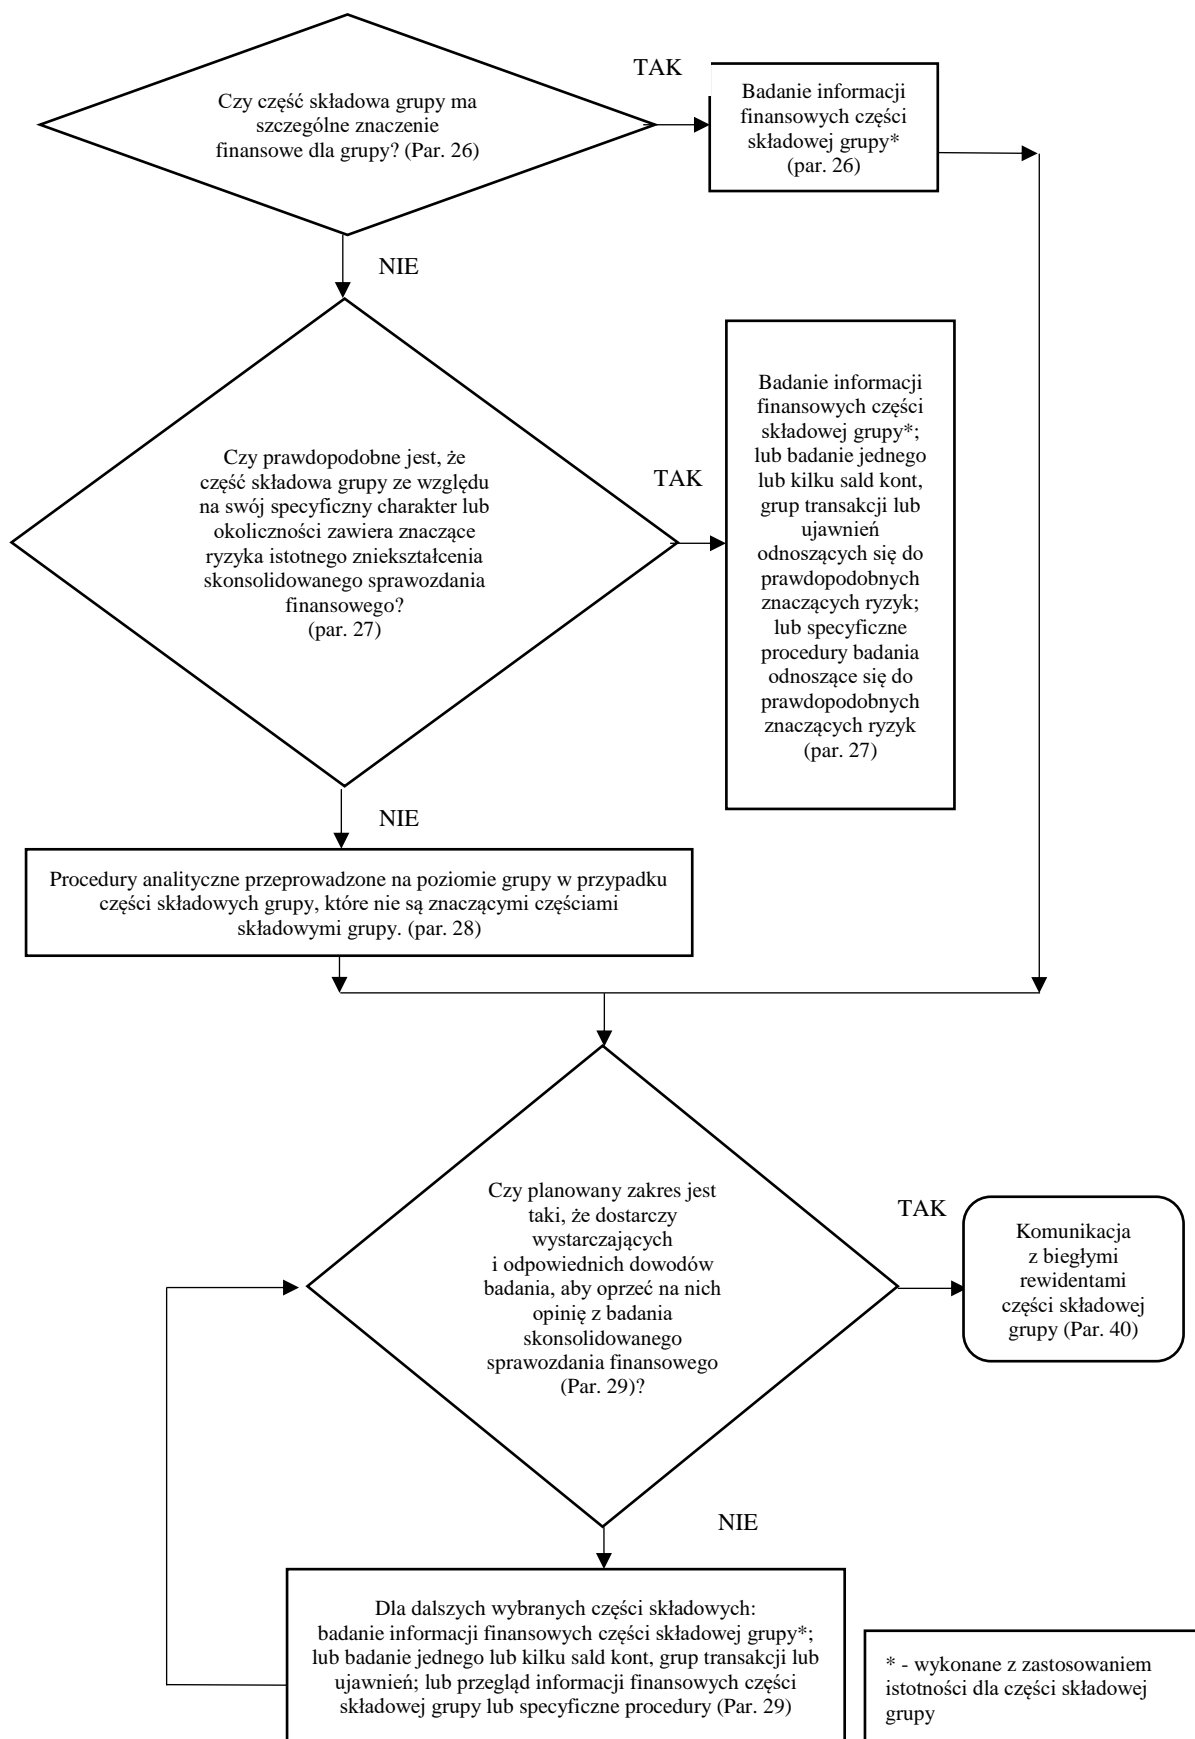 Czy część składowa grupy ma
szczególne znaczenie
finansowe dla grupy? (Par. 26)
TAK
Badanie informacji
finansowych części
składowej grupy*
(par. 26)
NIE
Czy prawdopodobne jest, że
część składowa grupy ze względu
na swój specyficzny charakter lub
okoliczności zawiera znaczące
ryzyka istotnego zniekształcenia
skonsolidowanego sprawozdania
finansowego?
(par. 27)
TAK
Badanie informacji
finansowych części
składowej grupy*;
lub badanie jednego
lub kilku sald kont,
grup transakcji lub
ujawnień
odnoszących się do
prawdopodobnych
znaczących ryzyk;
lub specyficzne
procedury badania
odnoszące się do
prawdopodobnych
znaczących ryzyk
(par. 27)
NIE
Procedury analityczne przeprowadzone na poziomie grupy w przypadku
części składowych grupy, które nie są znaczącymi częściami
składowymi grupy. (par. 28)
Czy planowany zakres jest
taki, że dostarczy
wystarczających
i odpowiednich dowodów
badania, aby oprzeć na nich
opinię z badania
skonsolidowanego
sprawozdania finansowego
(Par. 29)?
TAK
Komunikacja
z biegłymi
rewidentami
części składowej
grupy (Par. 40)
NIE
Dla dalszych wybranych części składowych:
badanie informacji finansowych części składowej grupy*;
lub badanie jednego lub kilku sald kont, grup transakcji lub
ujawnień; lub przegląd informacji finansowych części
składowej grupy lub specyficzne procedury (Par. 29)
* - wykonane z zastosowaniem
istotności dla części składowej
grupy